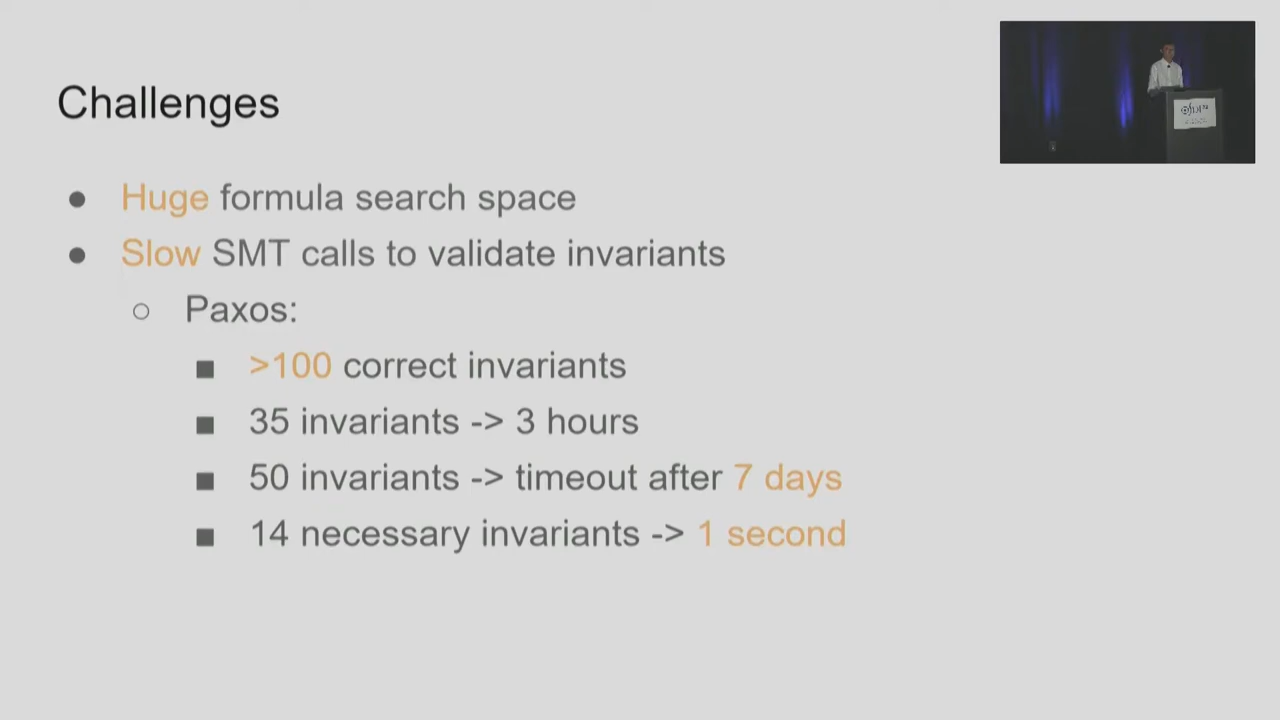 Challenges
● Huge formula search space
● Slow SMT calls to validate invariants
○ Paxos:
■ >100 correct invariants
■ 35 invariants -> 3 hours
■ 50 invariants -> timeout after 7 days
■ 14 necessary invariants -> 1 second